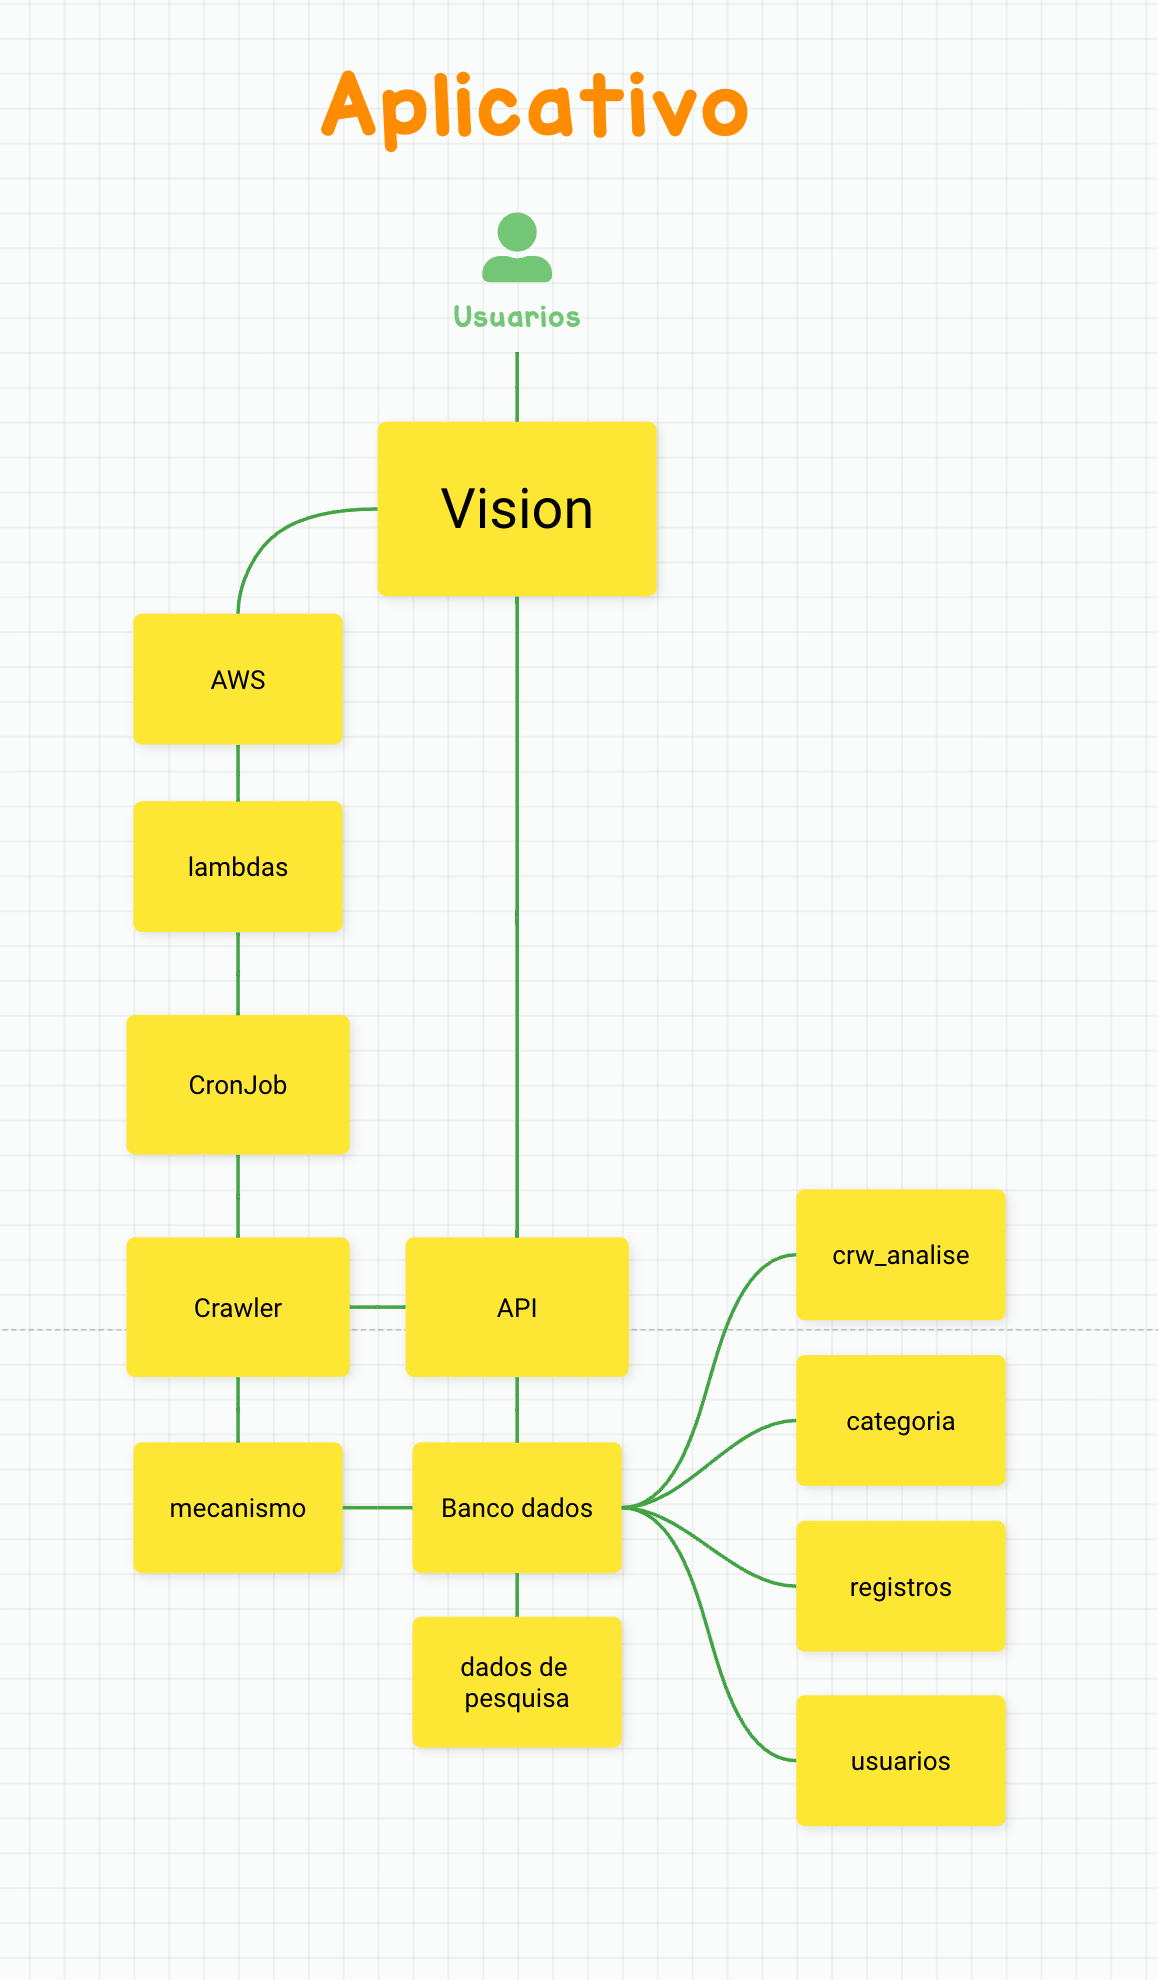 Aplicativo
Usuarios
Vision
AWS
lambdas
CronJob
Crawler
API
crw_analise
categoria
mecanismo
Banco dados
registros
dados de
pesquisa
usuarios